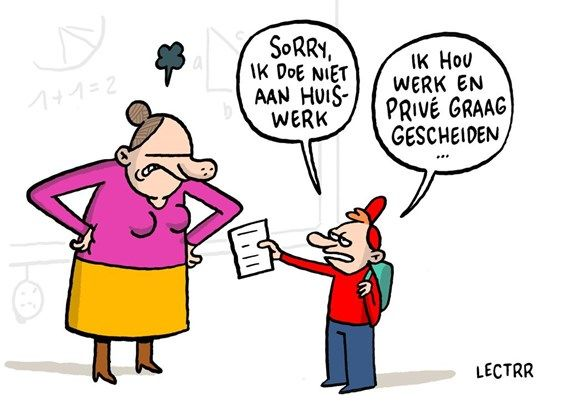 SORRY,
IK DOE NIET
AAN HUIS-
WERK
IK HOU
WERK EN
PRIVÉ GRAAG
GESCHEIDEN
...
1+1=2
a
b
c
LECTRR